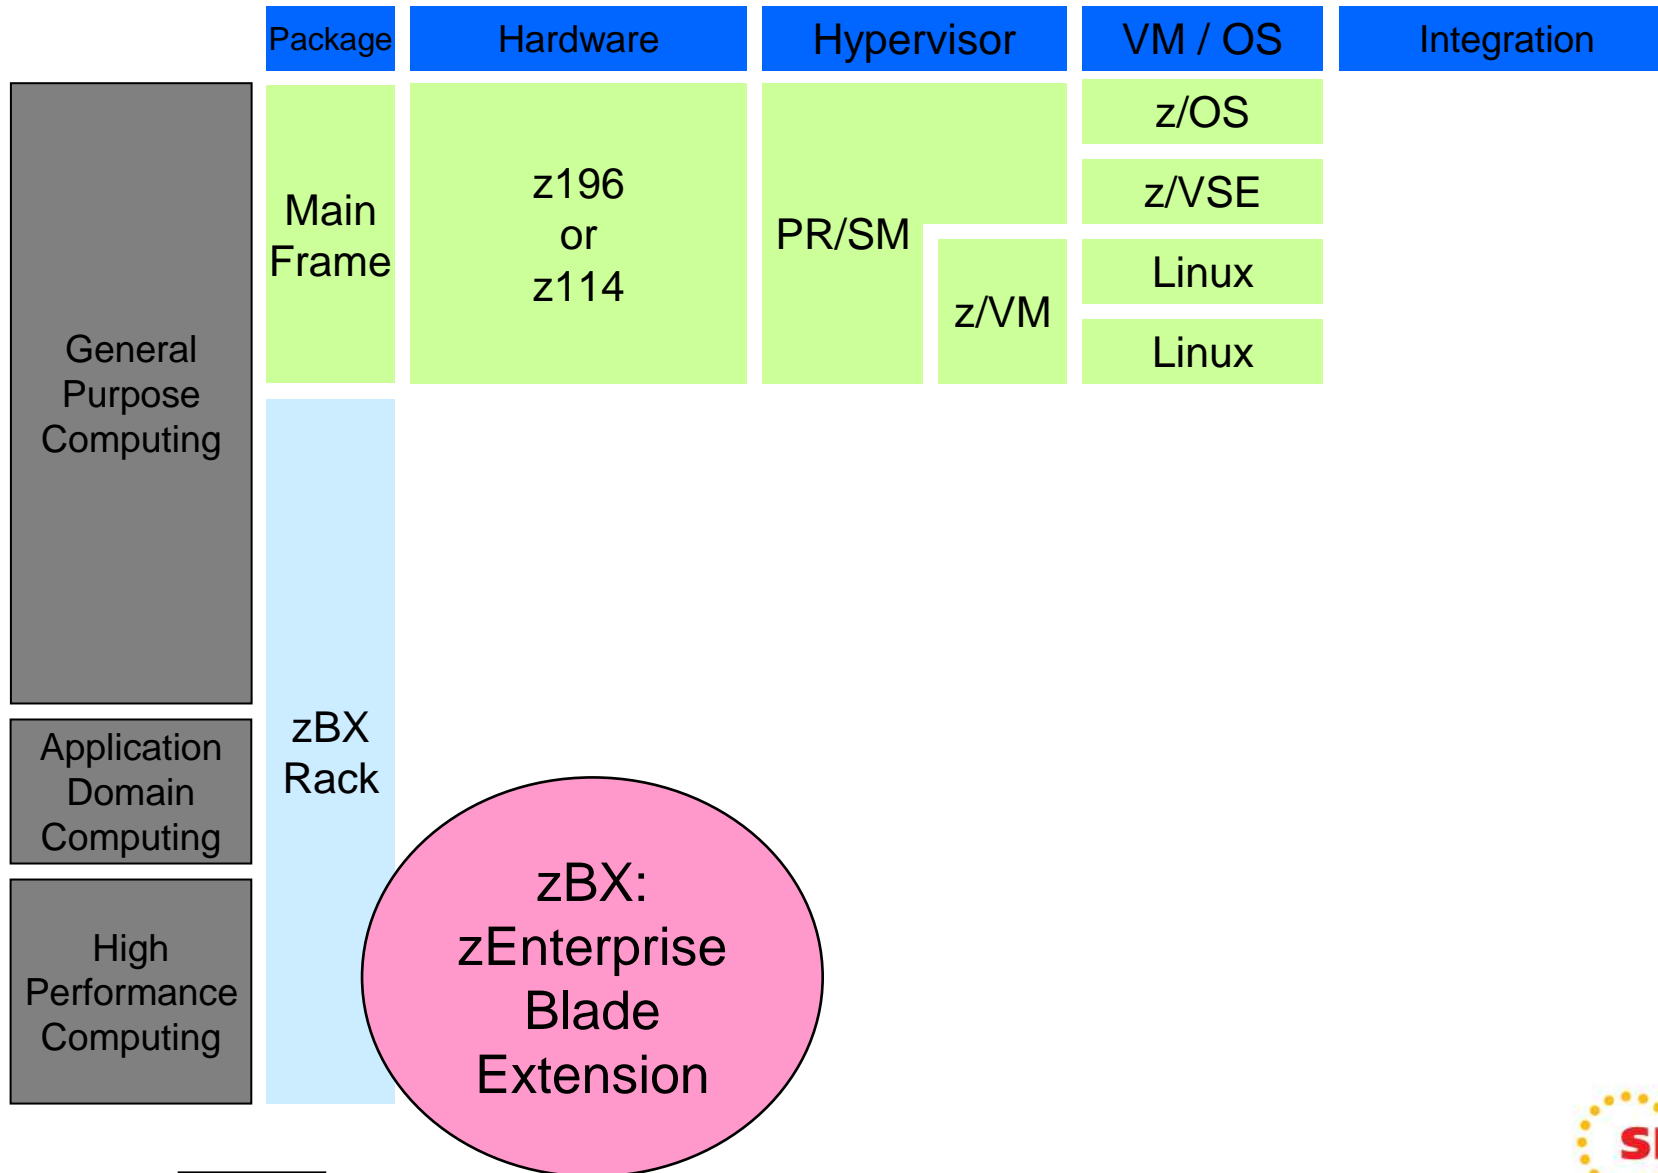 Package
Hardware
Hypervisor
VM / OS
Integration
General
Purpose
Computing
Main
Frame
z196
or
z114
PR/SM
z/VM
z/OS
z/VSE
Linux
Linux
zBX
Rack
Application
Domain
Computing
High
Performance
Computing
zBX:
zEnterprise
Blade
Extension